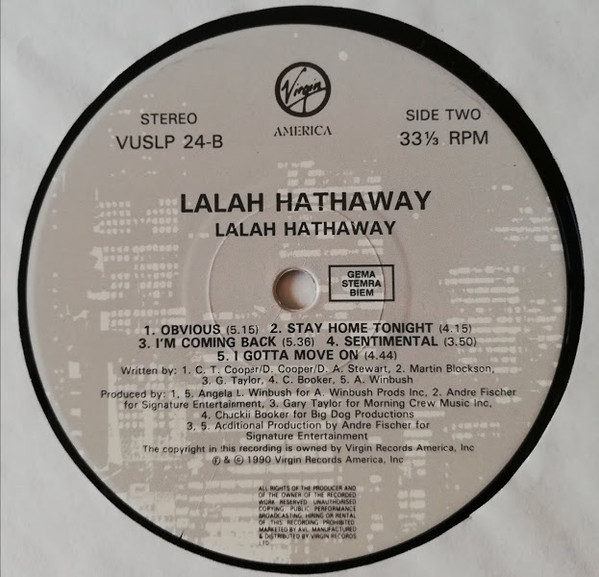 Virgin
AMERICA
STEREO
VUSLP 24-B
SIDE TWO
33⅓ RPM
LALAH HATHAWAY
LALAH HATHAWAY
GEMA
STEMRA
BIEM
1. OBVIOUS (5.15) 2. STAY HOME TONIGHT (4.15)
3. I'M COMING BACK (5.36) 4. SENTIMENTAL (3.50)
5. I GOTTA MOVE ON (4.44)
Written by: 1. C. T. Cooper/D. Cooper/D. A. Stewart, 2. Martin Blockson,
3. G. Taylor, 4. C. Booker, 5. A. Winbush
Produced by: 1, 5. Angela L. Winbush for A. Winbush Prods Inc, 2. Andre Fischer
for Signature Entertainment, 3. Gary Taylor for Morning Crew Music Inc,
4. Chuckii Booker for Big Dog Productions
3, 5. Additional Production by Andre Fischer for
Signature Entertainment
The copyright in this recording is owned by Virgin Records America, Inc
℗ & © 1990 Virgin Records America, Inc
ALL RIGHTS OF THE PRODUCER AND
OF THE OWNER OF THE RECORDED
WORK RESERVED UNAUTHORISED
COPYING PUBLIC PERFORMANCE
BROADCASTING HIRING OR RENTAL
OF THIS RECORDING PROHIBITED.
MARKETED BY AVL. MANUFACTURED
& DISTRIBUTED BY VIRGIN RECORDS
LTD.